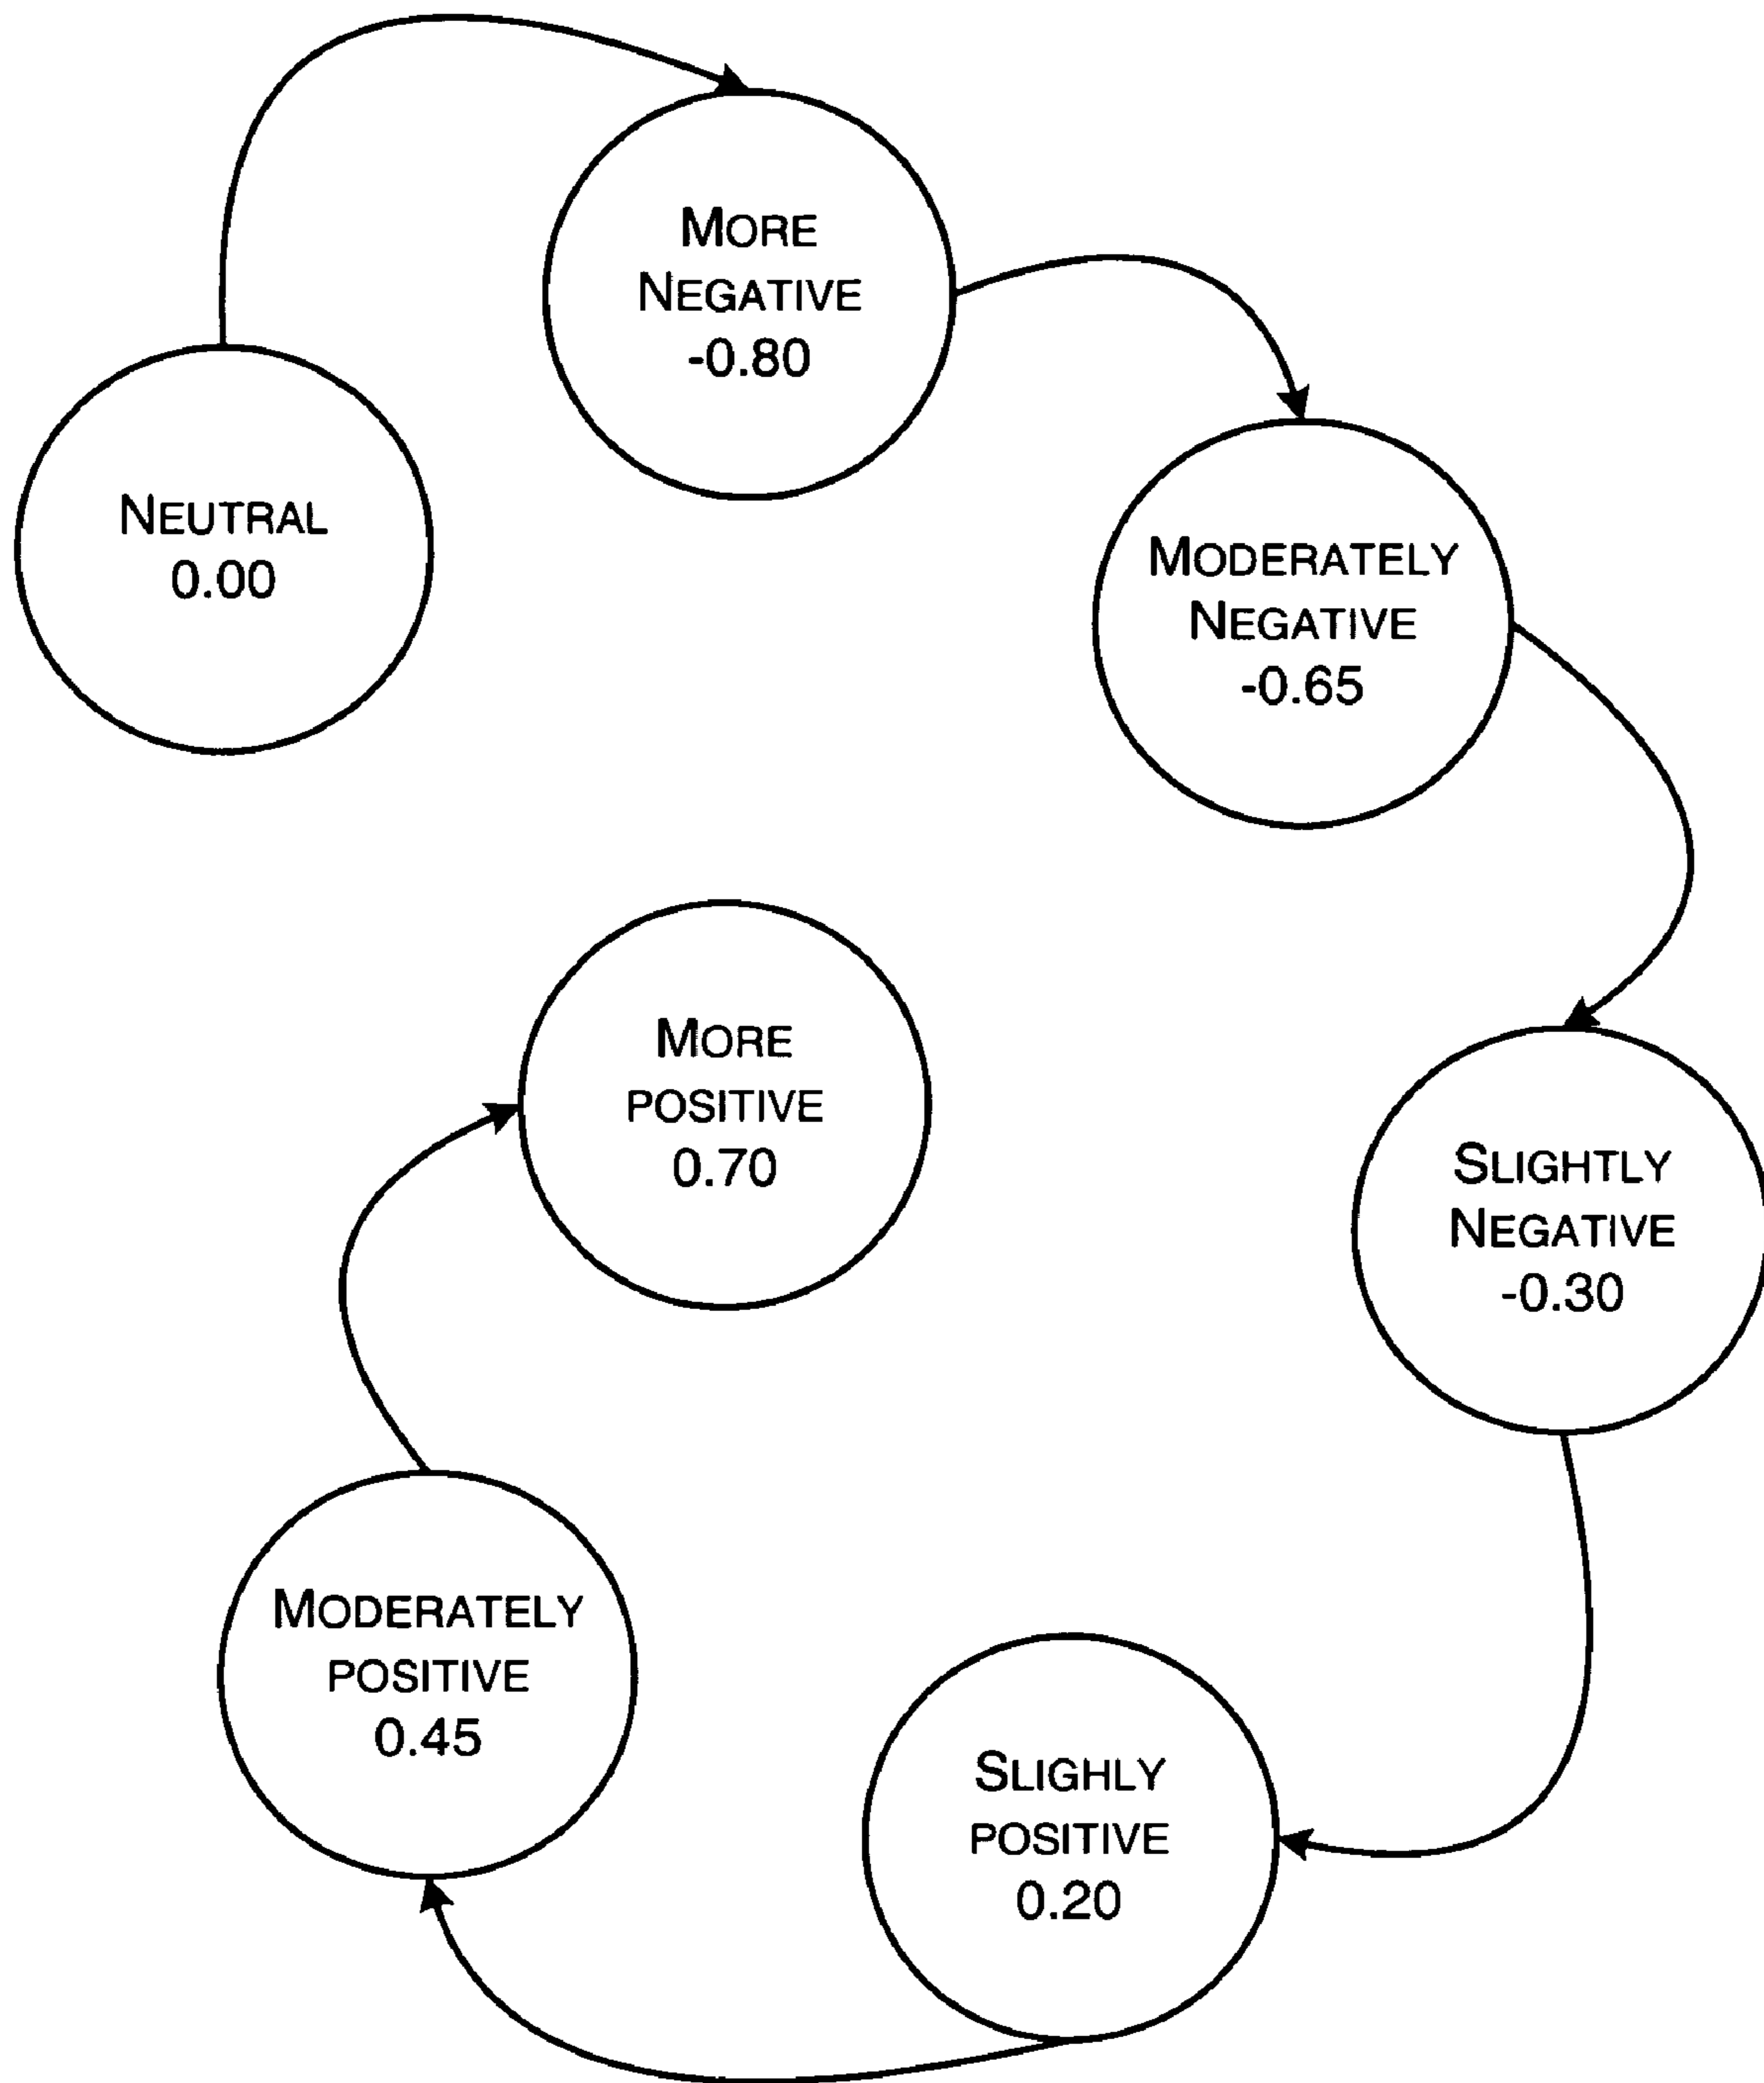 NEUTRAL
0.00
MORE
NEGATIVE
-0.80
MODERATELY
NEGATIVE
-0.65
SLIGHTLY
NEGATIVE
-0.30
SLIGHLY
POSITIVE
0.20
MODERATELY
POSITIVE
0.45
MORE
POSITIVE
0.70